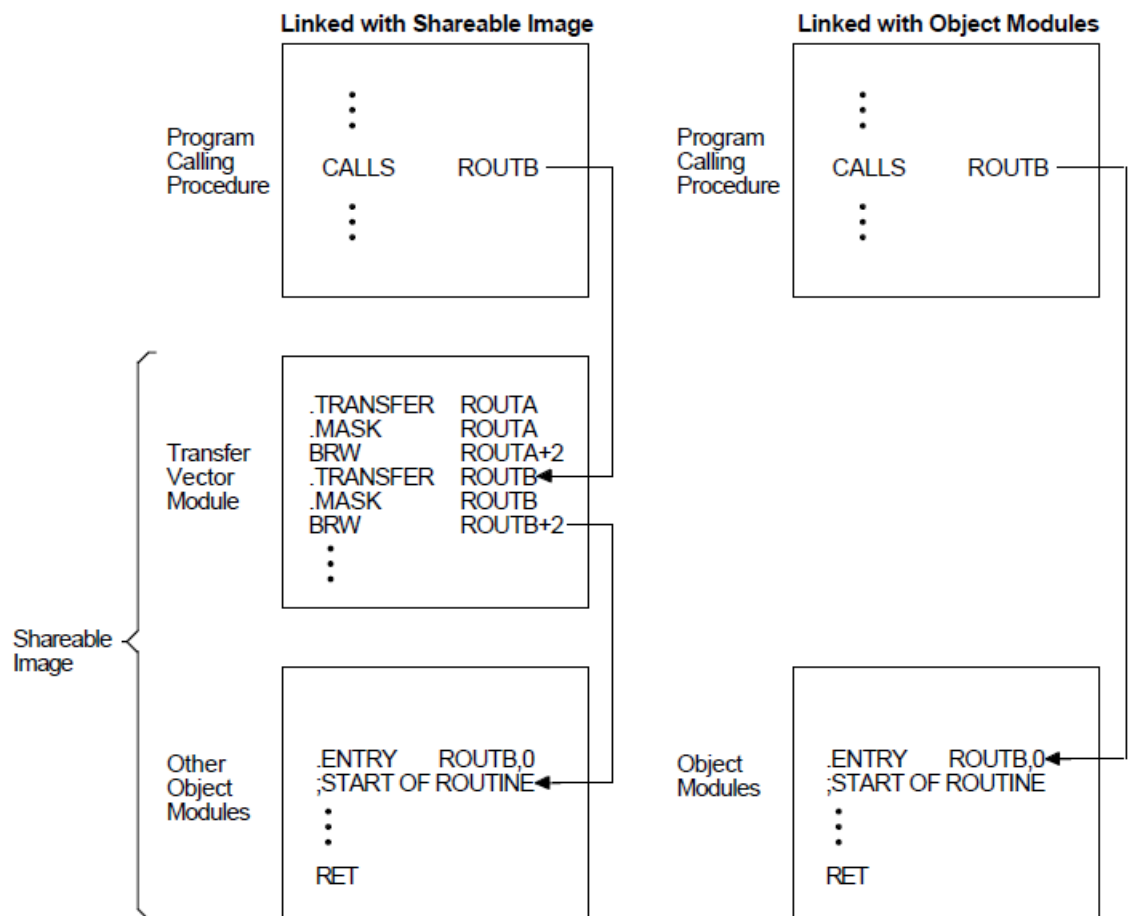 Linked with Shareable Image
Program
Calling
Procedure
CALLS ROUTB
Transfer
Vector
Module
.TRANSFER ROUTA
.MASK ROUTA
BRW ROUTA+2
.TRANSFER ROUTB
.MASK ROUTB
BRW ROUTB+2
Shareable
Image
Other
Object
Modules
.ENTRY ROUTB,0
;START OF ROUTINE
RET
Linked with Object Modules
Program
Calling
Procedure
CALLS ROUTB
Object
Modules
.ENTRY ROUTB,0
;START OF ROUTINE
RET